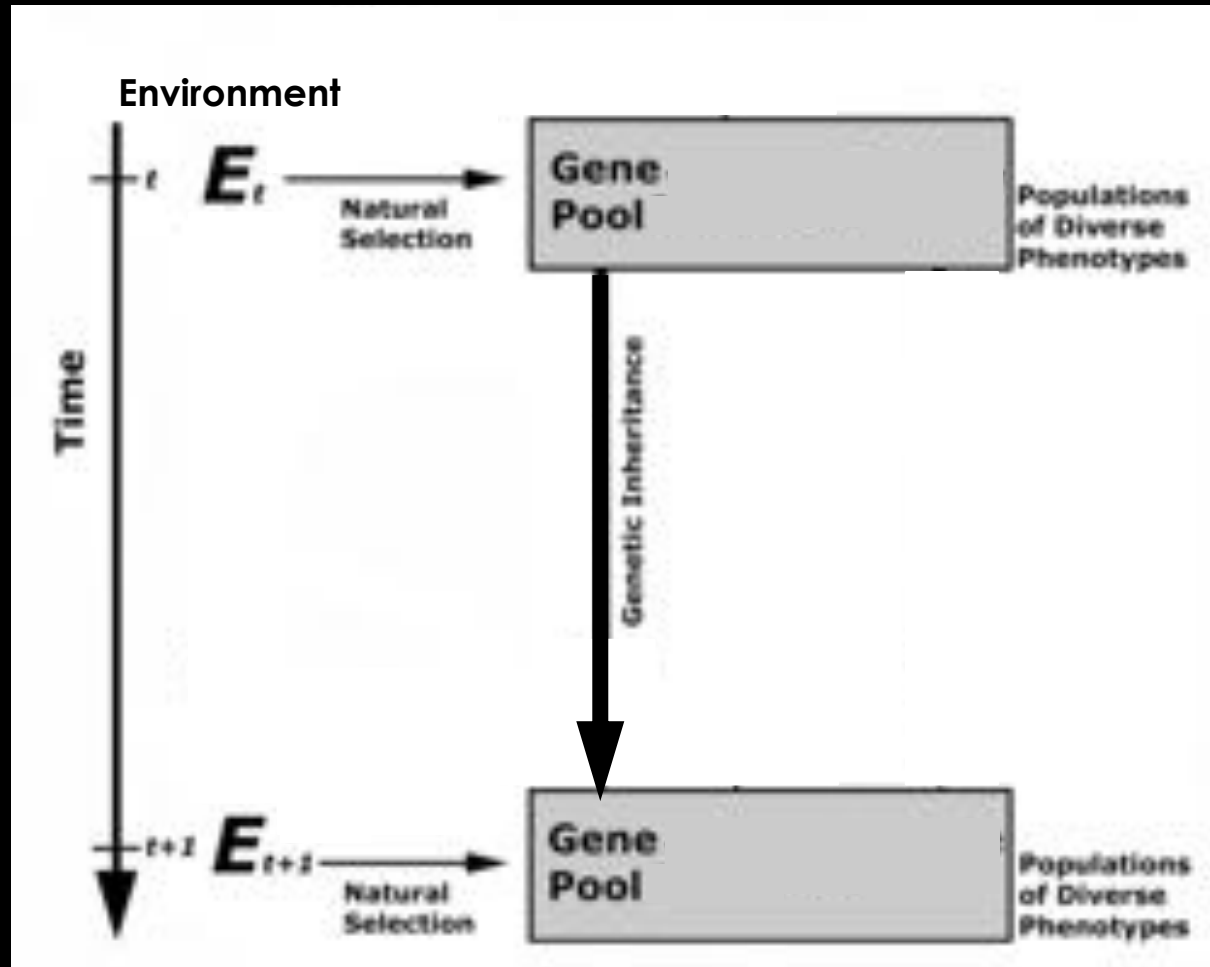 Environment
t
Et
Natural
Selection
Gene
Pool
Populations
of Diverse
Phenotypes
Time
Genetic Inheritance
t+1
Et+1
Natural
Selection
Gene
Pool
Populations
of Diverse
Phenotypes